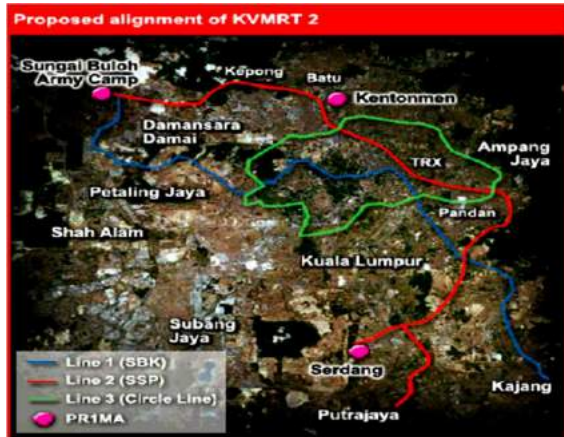 Proposed alignment of KVMRT 2
Sungai Buloh
Army Camp
Kepong
Batu
Kentonmen
Damansara
Damai
Ampang
Jaya
TRX
Petaling Jaya
Pandan
Shah Alam
Kuala Lumpur
Subang
Jaya
Serdang
Kajang
Putrajaya
Line 1 (SBK)
Line 2 (SSP)
Line 3 (Circle Line)
PR1MA